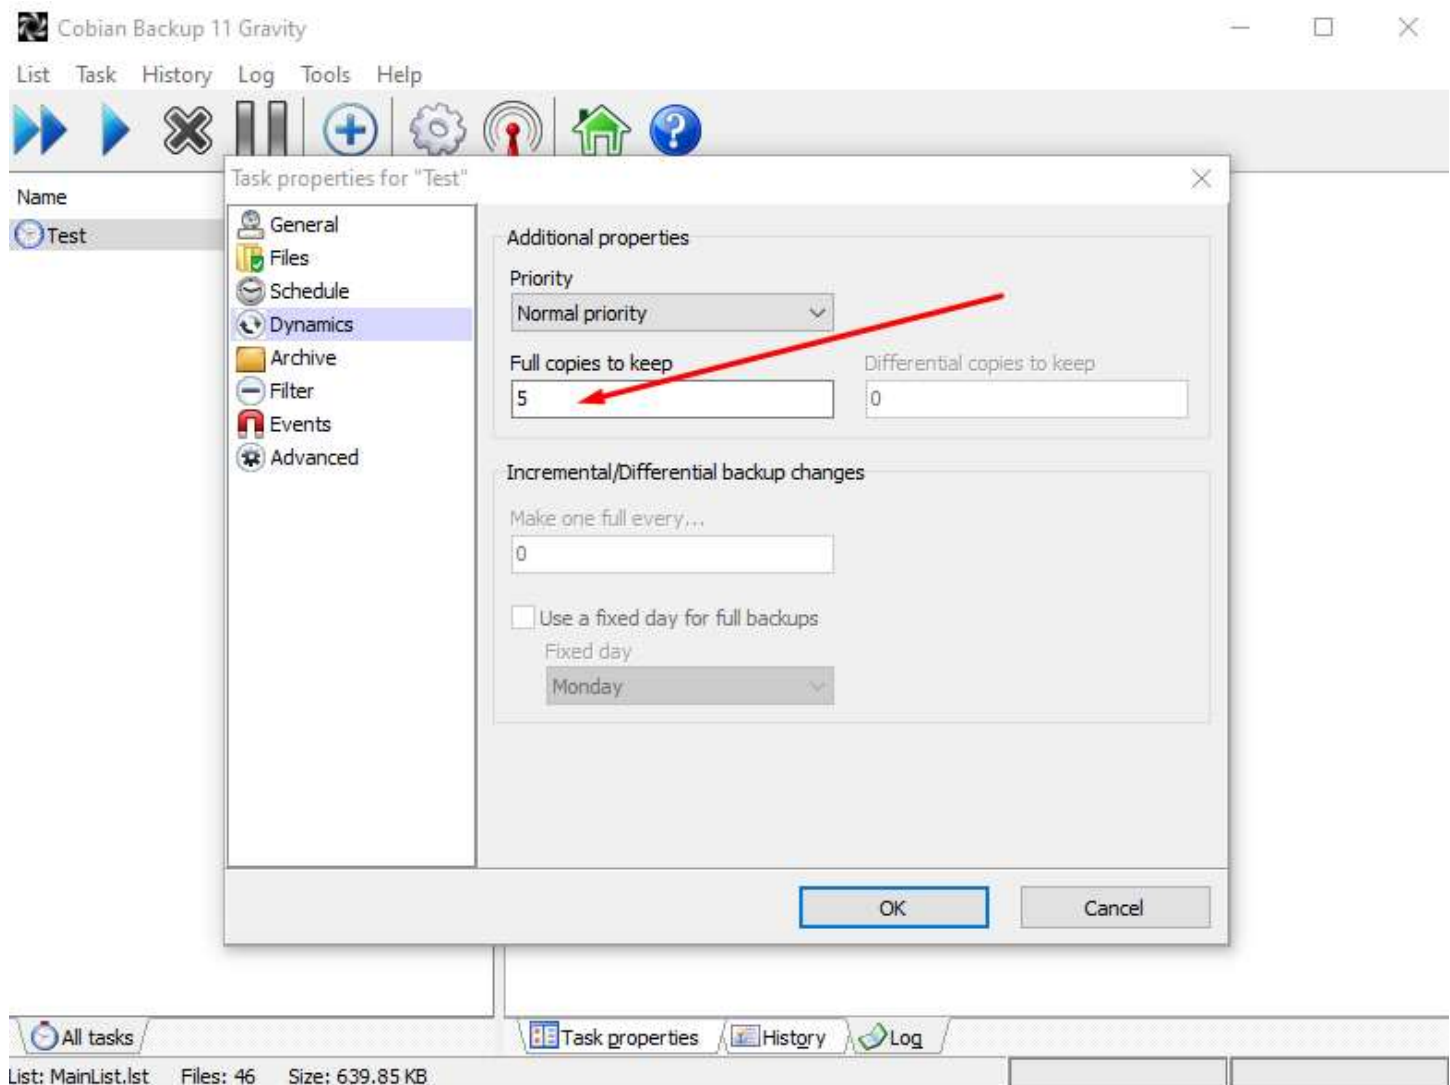 Cobian Backup 11 Gravity
List Task History Log Tools Help
Name
Test
Task properties for "Test"
General
Files
Schedule
Dynamics
Archive
Filter
Events
Advanced
Additional properties
Priority
Normal priority
Full copies to keep Differential copies to keep
5 0
Incremental/Differential backup changes
Make one full every...
0
Use a fixed day for full backups
Fixed day
Monday
OK Cancel
All tasks Task properties History Log
List: MainList.lst Files: 46 Size: 639.85 KB